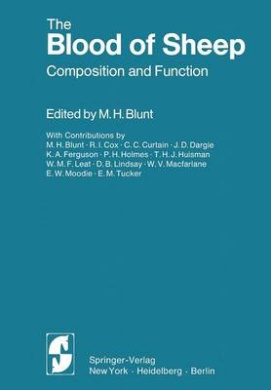 The
Blood of Sheep
Composition and Function
Edited by M. H. Blunt
With Contributions by
M. H. Blunt · R. I. Cox · C. C. Curtain · J. D. Dargie
K. A. Ferguson · P. H. Holmes · T. H. J. Huisman
W. M. F. Leat · D. B. Lindsay · W. V. Macfarlane
E. W. Moodie · E. M. Tucker
Springer-Verlag
New York · Heidelberg · Berlin